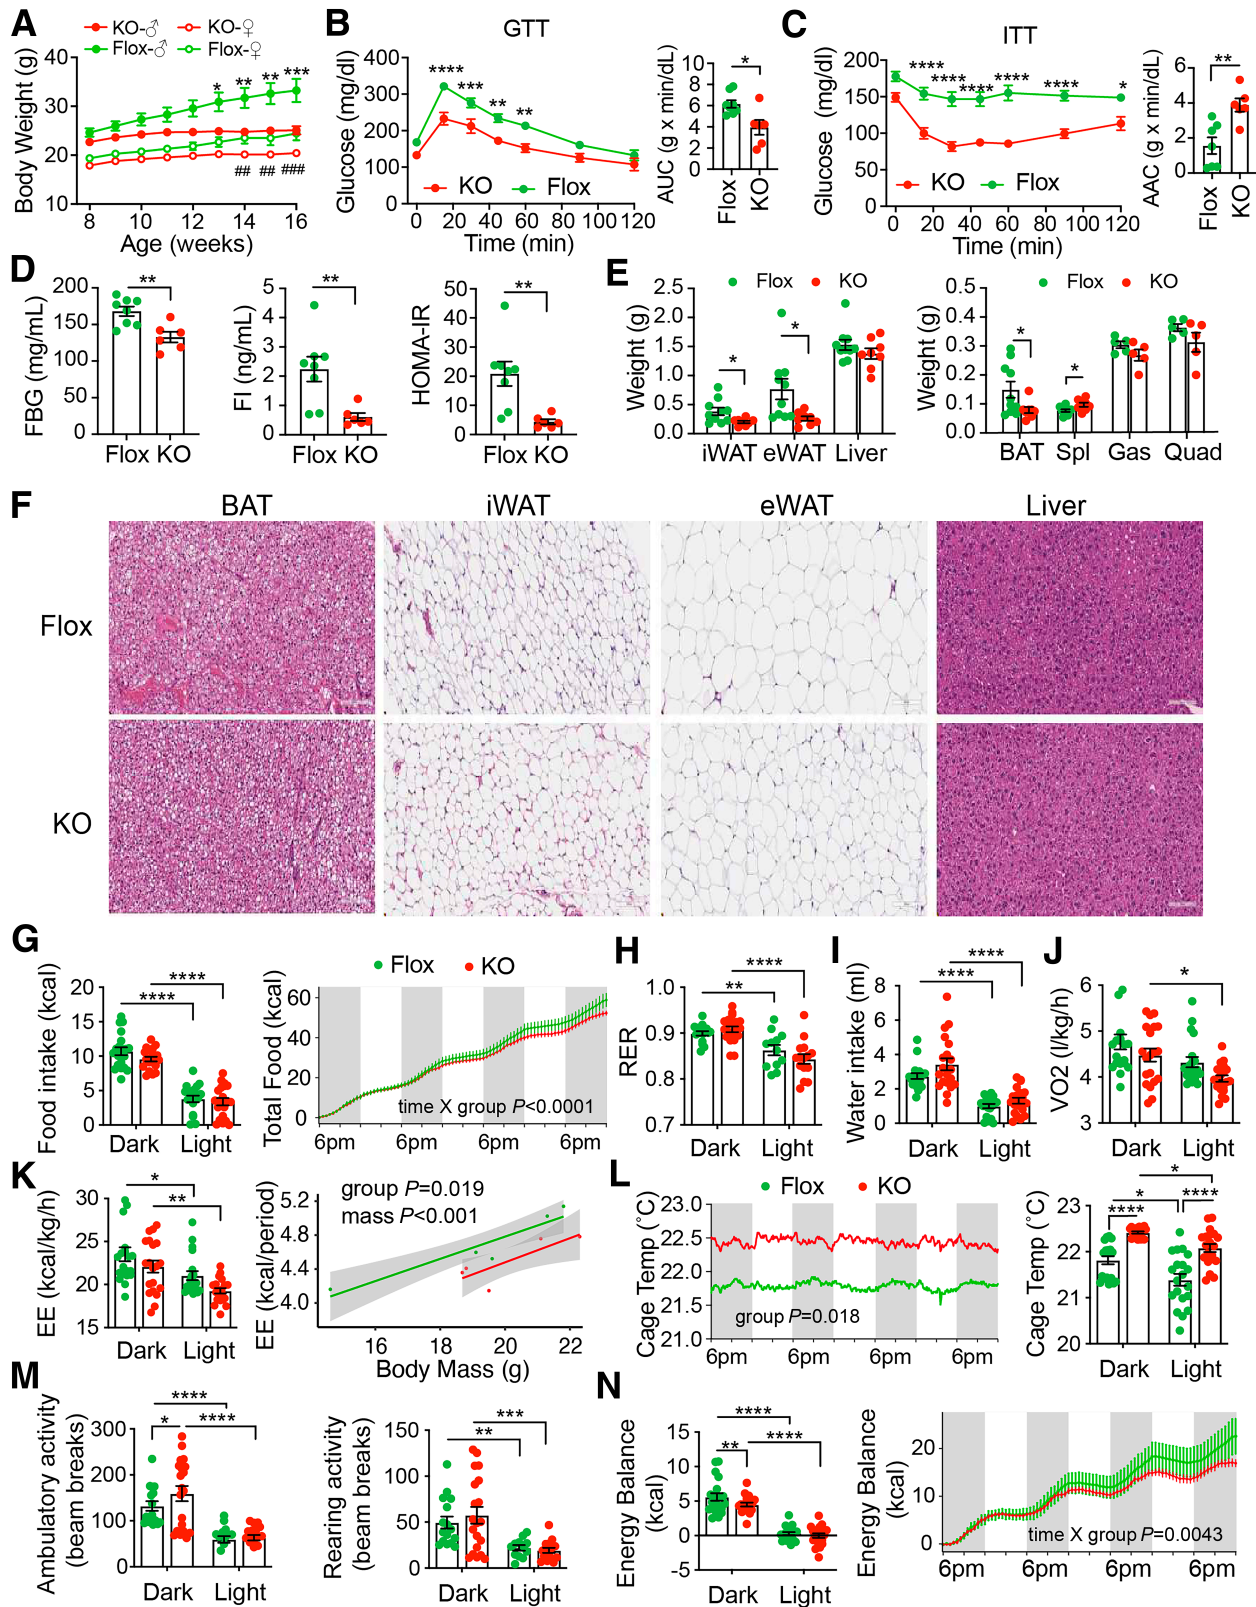 A
KO-♂ KO-♀
Flox-♂ Flox-♀
Body Weight (g)
40
30
20
10
* ** ** ***
## ## ###
8 10 12 14 16
Age (weeks)
B
GTT
Glucose (mg/dl)
400
300
200
100
0
**** *** ** **
KO Flox
0 20 40 60 80 100 120
Time (min)
AUC (g x min/dL)
10
8
6
4
2
0
*
Flox KO
C
ITT
Glucose (mg/dl)
200
150
100
50
0
**** **** **** **** **** *
KO Flox
0 20 40 60 80 100 120
Time (min)
AAC (g x min/dL)
6
4
2
0
**
Flox KO
D
FBG (mg/mL)
200
150
100
50
0
**
Flox KO
FI (ng/mL)
5
4
3
2
1
0
**
Flox KO
HOMA-IR
50
40
30
20
10
0
**
Flox KO
E
Flox KO
Weight (g)
2.5
2.0
1.5
1.0
0.5
0.0
* *
iWAT eWAT Liver
Flox KO
Weight (g)
0.5
0.4
0.3
0.2
0.1
0.0
* *
BAT Spl Gas Quad
F
BAT iWAT eWAT Liver
Flox
KO
G
Food intake (kcal)
20
15
10
5
0
****
****
Dark Light
Flox KO
Total Food (kcal)
60
40
20
0
time X group P<0.0001
6pm 6pm 6pm 6pm
H
RER
1.0
0.9
0.8
0.7
****
**
Dark Light
I
Water intake (ml)
8
6
4
2
0
****
****
Dark Light
J
VO2 (l/kg/h)
6
5
4
3
*
Dark Light
K
EE (kcal/kg/h)
30
25
20
15
*
**
Dark Light
EE (kcal/period)
5.2
4.8
4.4
4.0
group P=0.019
mass P<0.001
16 18 20 22
Body Mass (g)
L
Flox KO
Cage Temp (°C)
23.0
22.5
22.0
21.5
21.0
group P=0.018
6pm 6pm 6pm 6pm
Cage Temp (°C)
23
22
21
20
*
* ****
****
Dark Light
M
Ambulatory activity
(beam breaks)
300
200
100
0
****
* ****
Dark Light
Rearing activity
(beam breaks)
150
100
50
0
***
**
Dark Light
N
Energy Balance
(kcal)
15
10
5
0
-5
****
** ****
Dark Light
Energy Balance
(kcal)
20
10
0
time X group P=0.0043
6pm 6pm 6pm 6pm